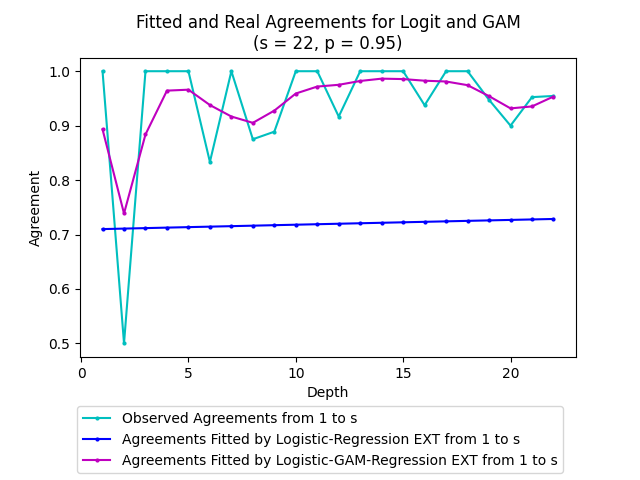 Fitted and Real Agreements for Logit and GAM
(s = 22, p = 0.95)
1.0
0.9
0.8
0.7
0.6
0.5
Agreement
0
5
10
15
20
Depth
Observed Agreements from 1 to s
Agreements Fitted by Logistic-Regression EXT from 1 to s
Agreements Fitted by Logistic-GAM-Regression EXT from 1 to s